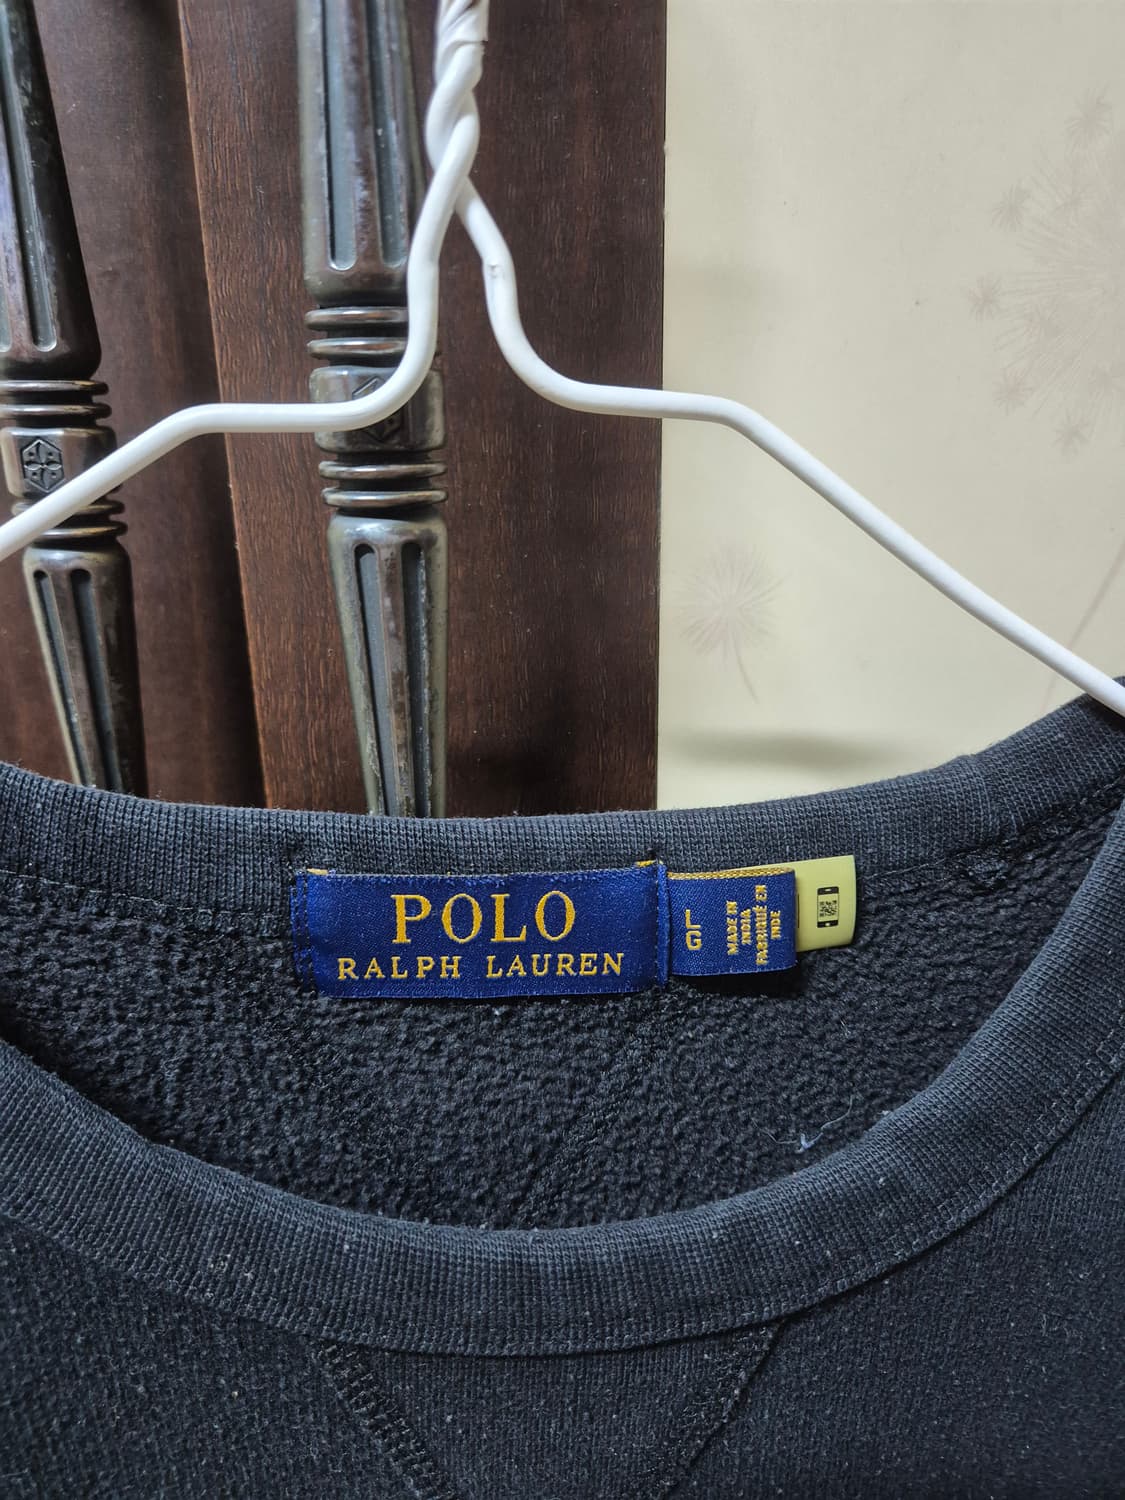 POLO
RALPH LAUREN
L
G
MADE IN
INDIA
FABRIQUÉ EN
INDE